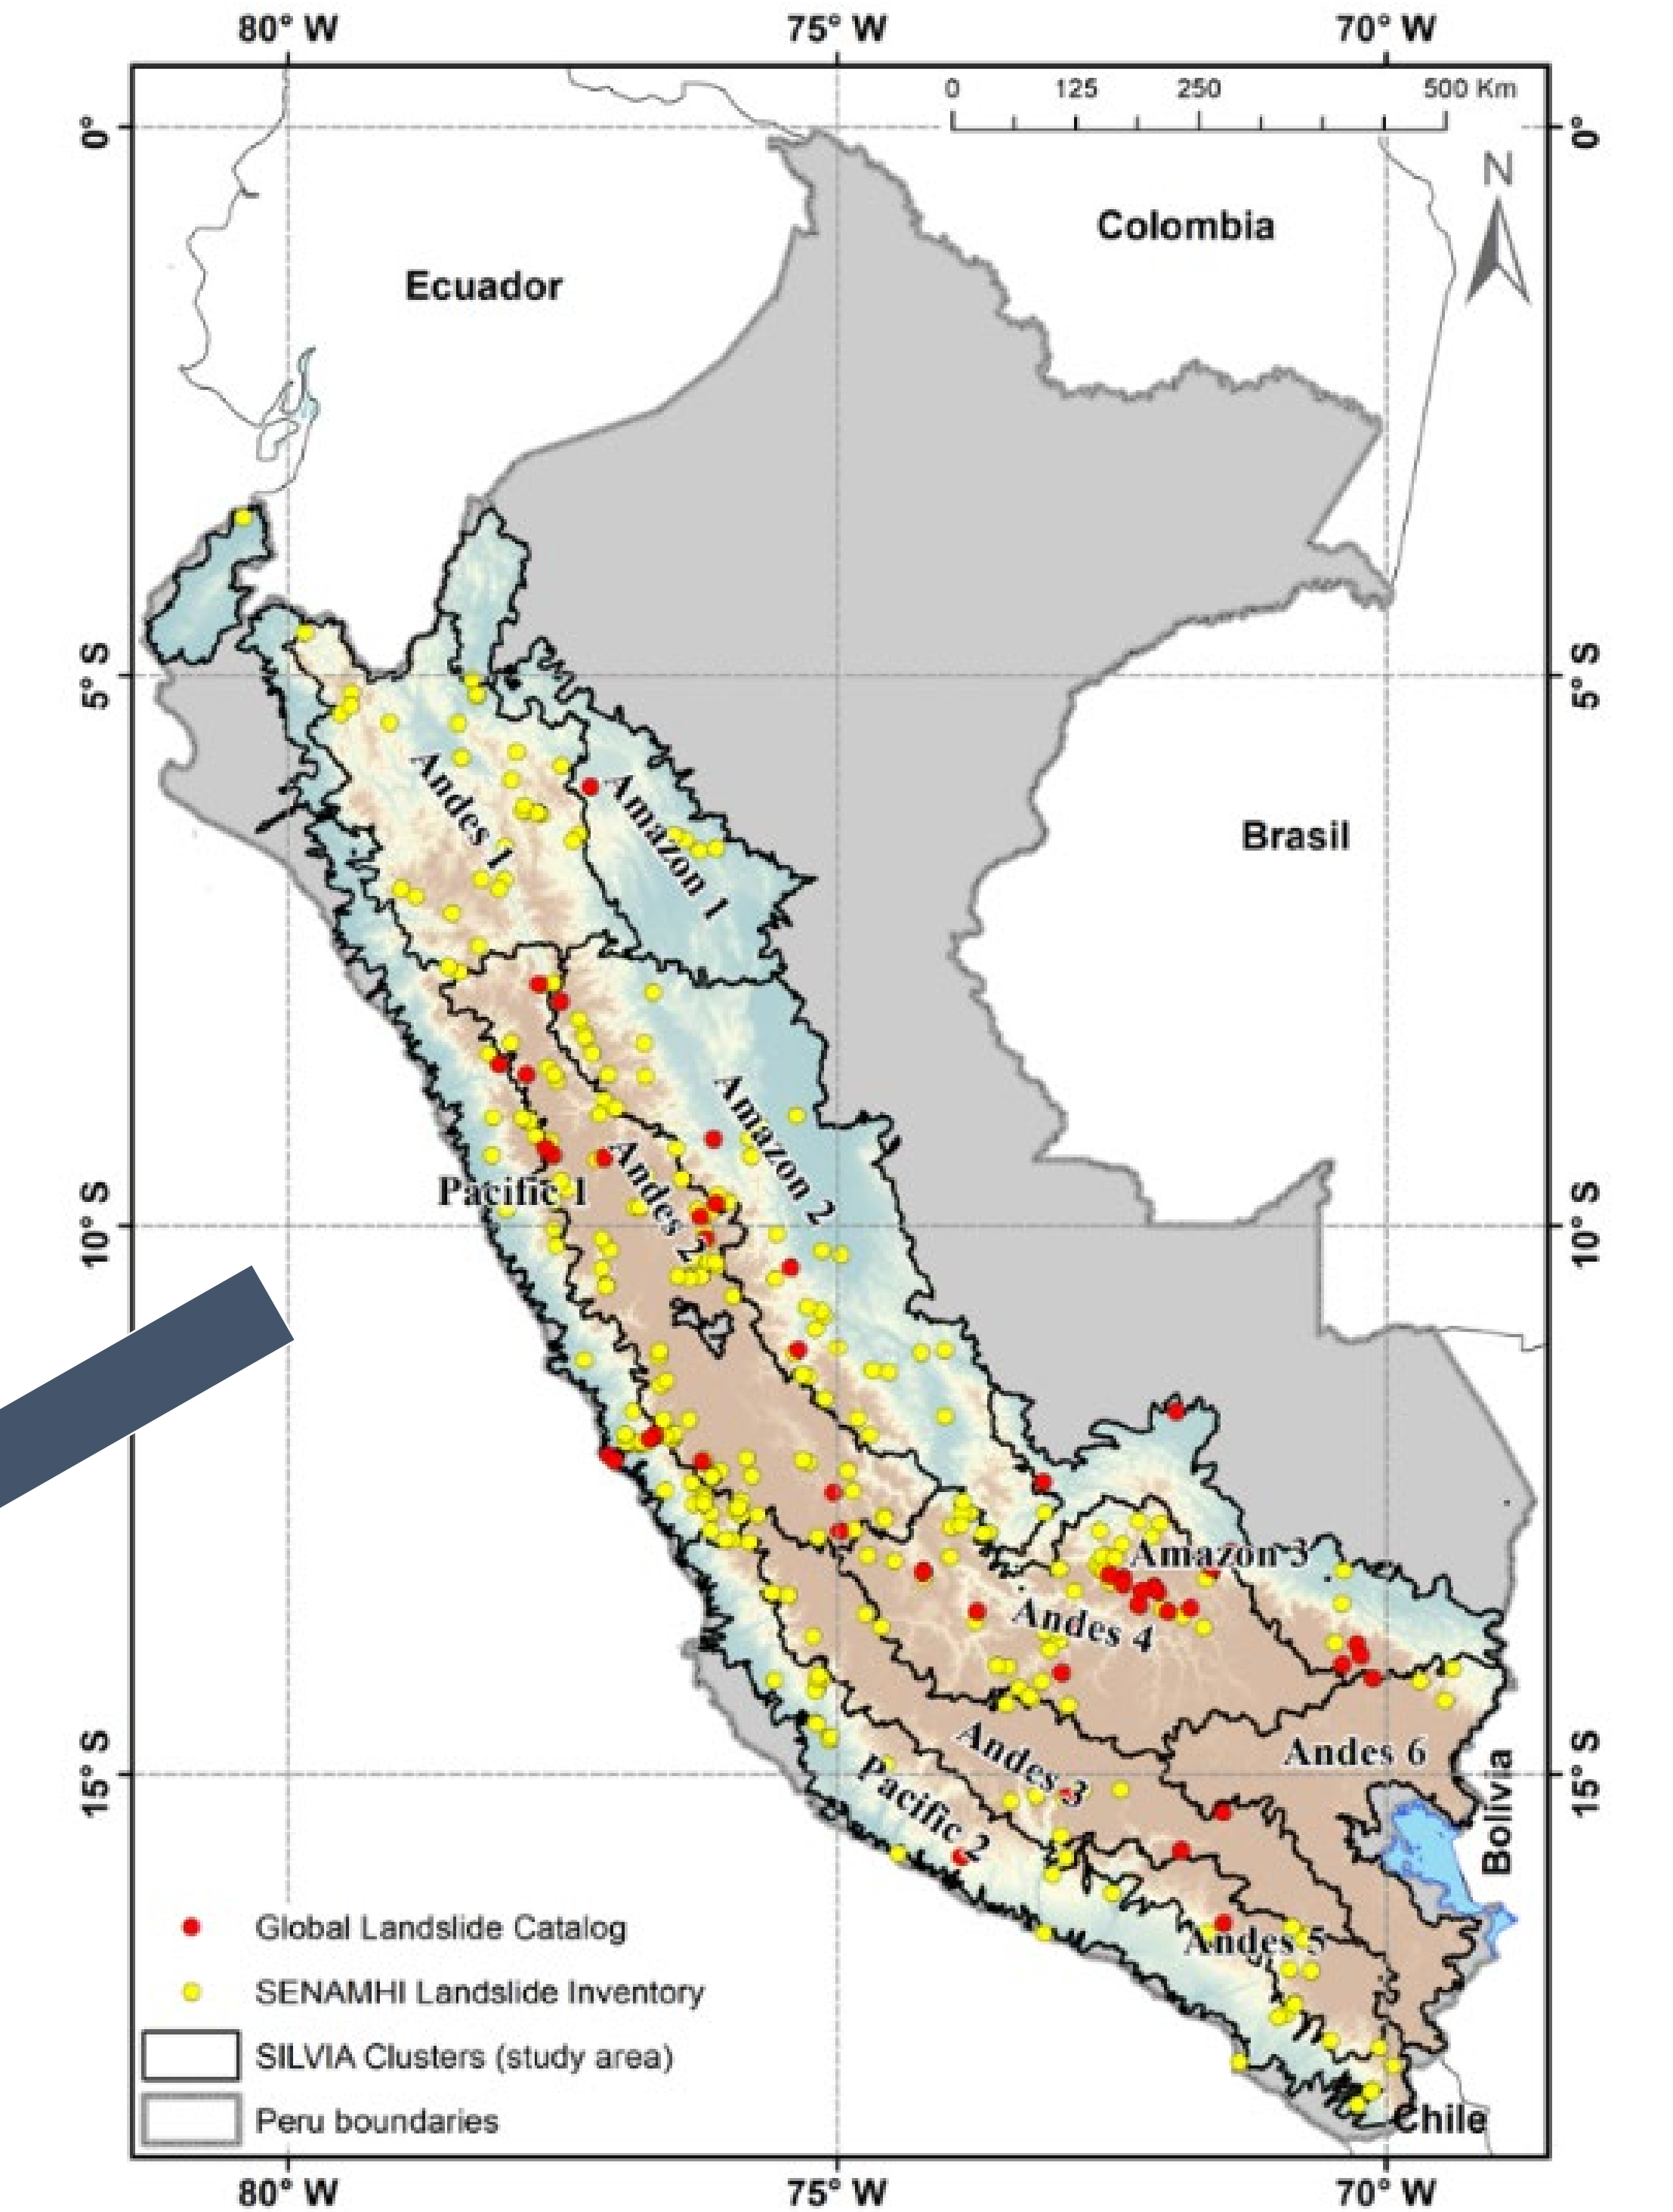 80° W 75° W 70° W
0 125 250 500 Km
0° 0°
N
Colombia
Ecuador
5° S 5° S
Andes 1
Amazon 1
Brasil
Amazon 2
Andes 2
Pacific 1
10° S 10° S
Amazon 3
Andes 4
Andes 3
Andes 6
15° S 15° S
Pacific 2
Bolivia
Andes 5
Global Landslide Catalog
SENAMHI Landslide Inventory
SILVIA Clusters (study area)
Peru boundaries
Chile
80° W 75° W 70° W